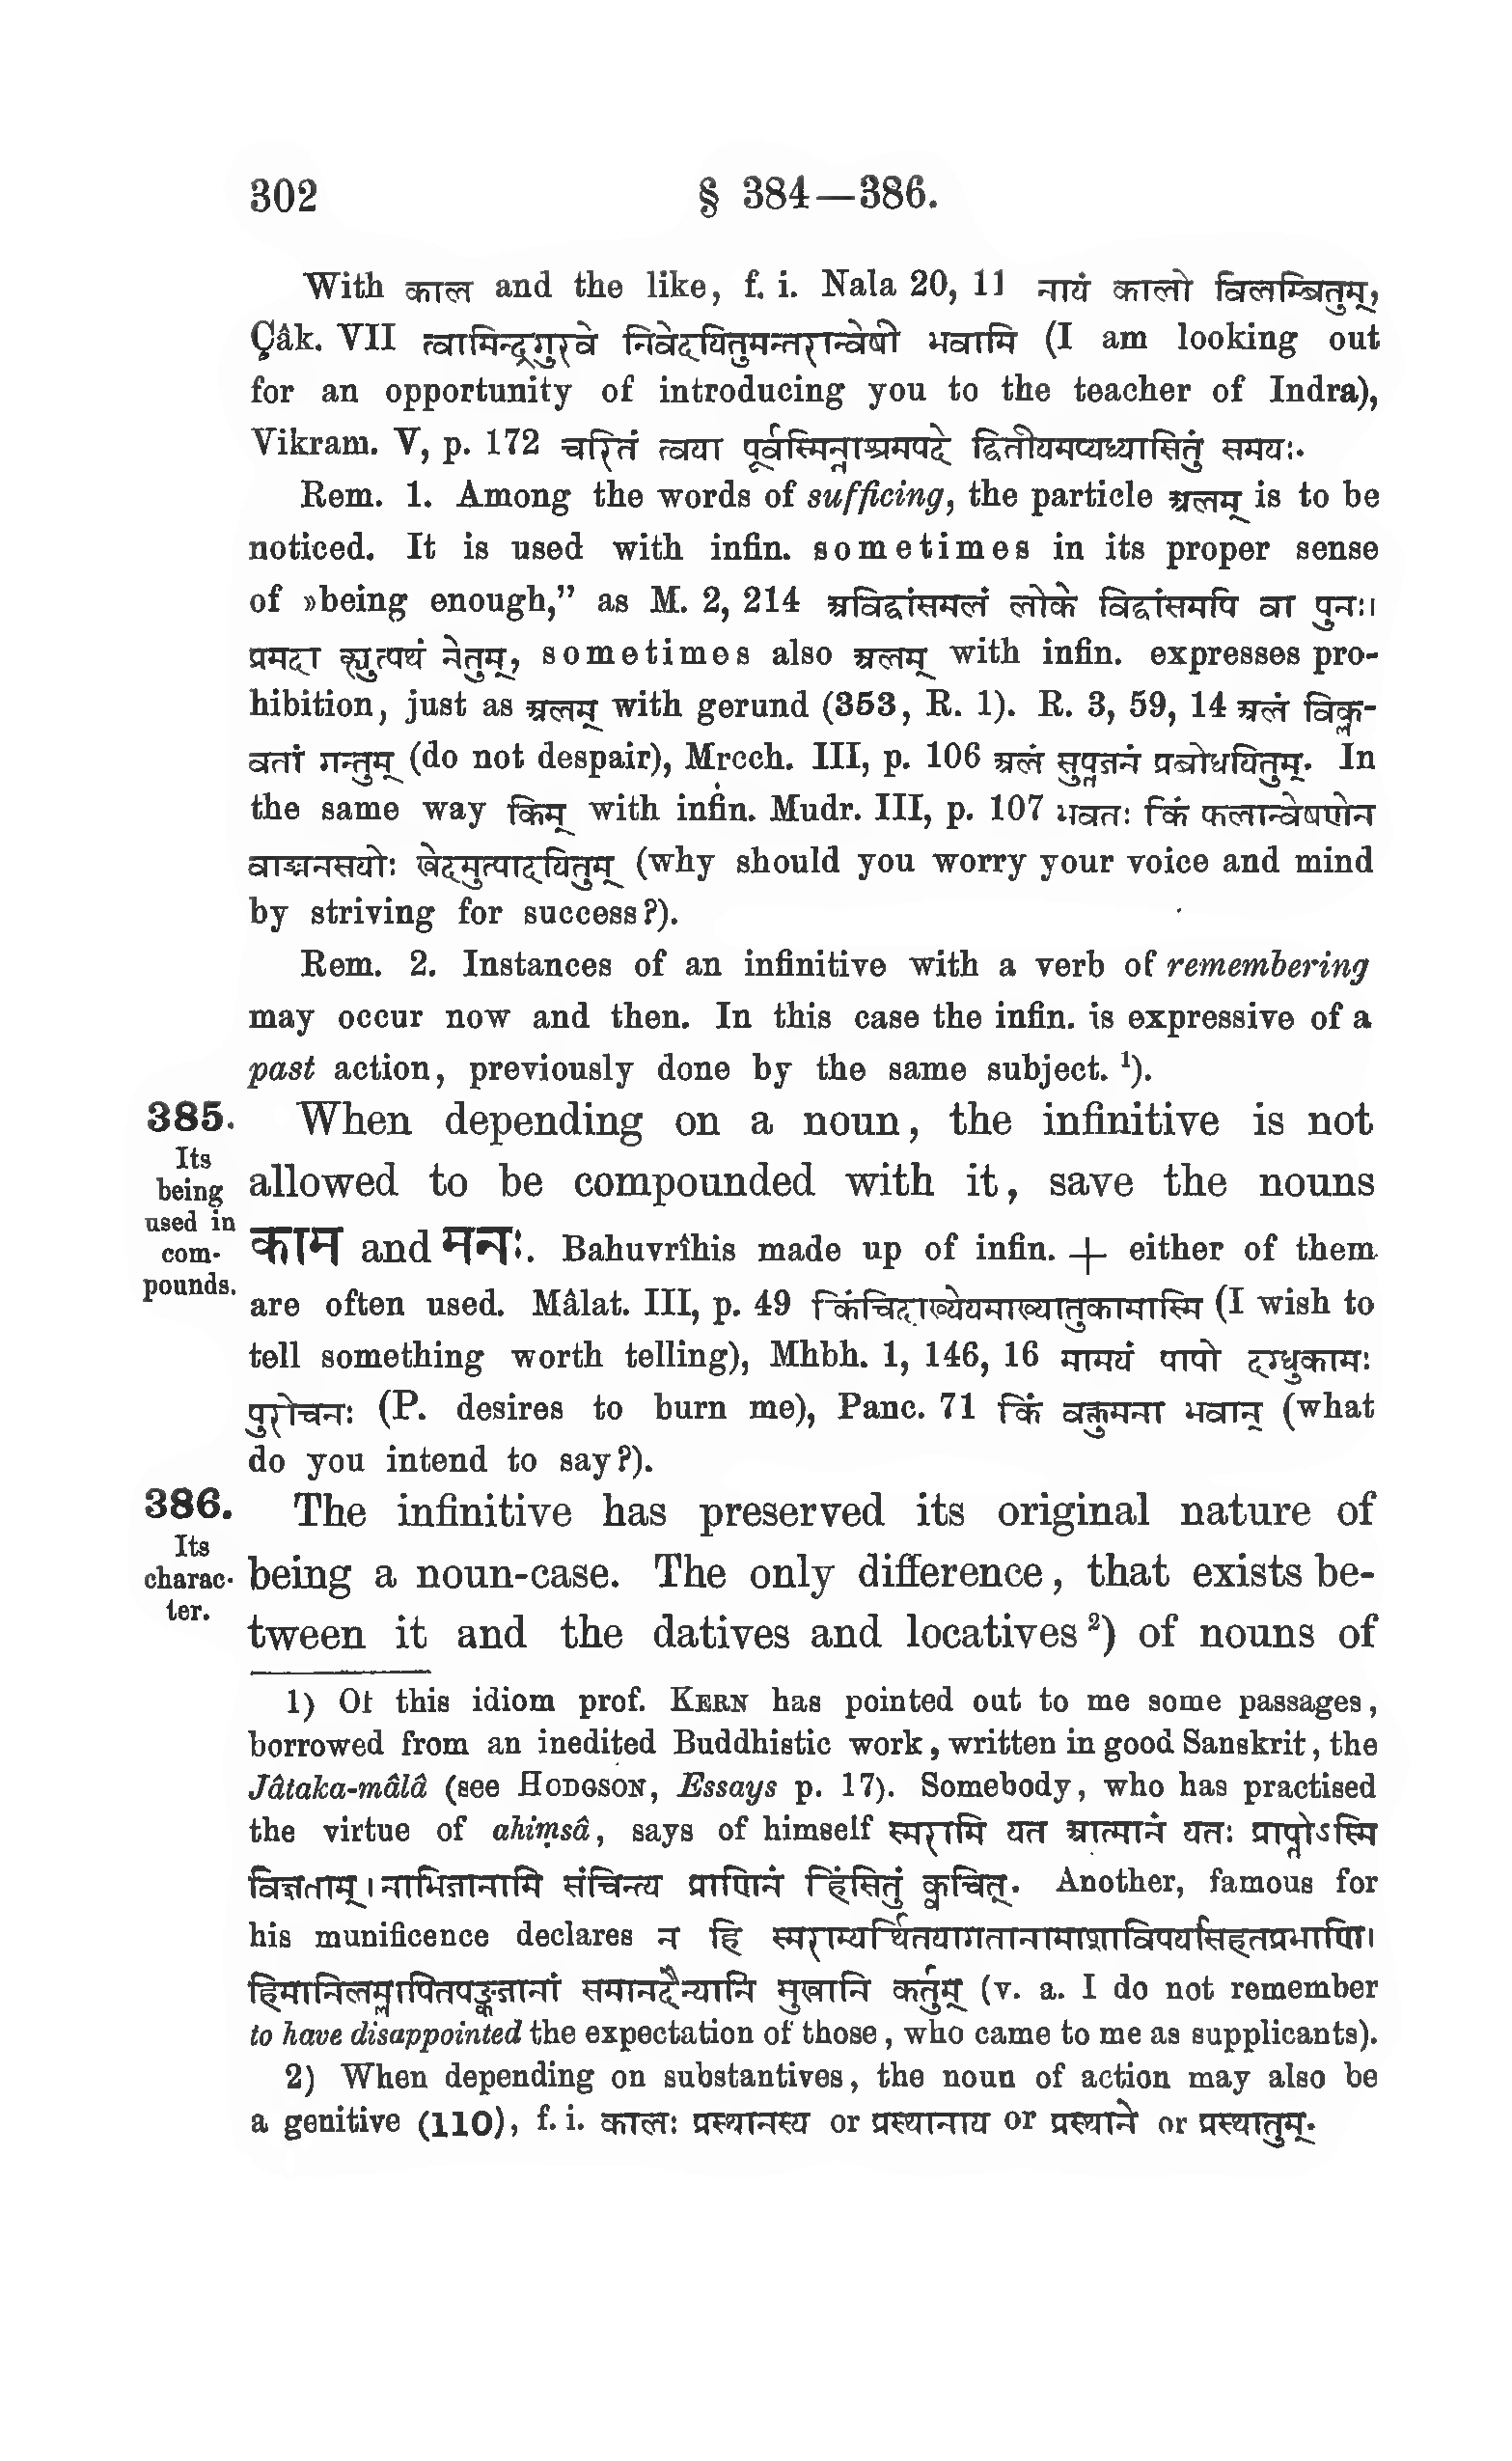 302
§ 384—386.
With काल and the like, f. i. Nala 20, 11 नायं कालो विलम्बितुम्,
Çâk. VII त्वामिन्द्रगुरवे निवेदयितुमन्तरान्वेषी भवामि (I am looking out
for an opportunity of introducing you to the teacher of Indra),
Vikram. V, p. 172 चरितं त्वया पूर्वस्मिन्नाश्रमपदे द्वितीयमप्यध्यासितुं समयः.
Rem. 1. Among the words of sufficing, the particle अलम् is to be
noticed. It is used with infin. sometimes in its proper sense
of »being enough,” as M. 2, 214 अविद्वांसमलं लोके विद्वांसमपि वा पुनः।
प्रमदा ह्युत्पथं नेतुम्, sometimes also अलम् with infin. expresses pro-
hibition, just as अलम् with gerund (353, R. 1). R. 3, 59, 14 अलं विक्ल-
वतां गन्तुम् (do not despair), Mṛcch. III, p. 106 अलं सुप्तजनं प्रबोधयितुम्. In
the same way किम् with infin. Mudr. III, p. 107 भवतः किं फलान्वेषणेन
वाङ्मनसयोः खेदमुत्पादयितुम् (why should you worry your voice and mind
by striving for success?).
Rem. 2. Instances of an infinitive with a verb of remembering
may occur now and then. In this case the infin. is expressive of a
past action, previously done by the same subject. ¹).
385. When depending on a noun, the infinitive is not
Its
being
used in
com-
pounds.
allowed to be compounded with it, save the nouns
काम and मनः. Bahuvrîhis made up of infin. + either of them
are often used. Mâlat. III, p. 49 किंचिदाख्येयमाख्यातुकामास्मि (I wish to
tell something worth telling), Mhbh. 1, 146, 16 मामयं पापो दग्धुकामः
पुरोचनः (P. desires to burn me), Panc. 71 किं वक्तुमना भवान् (what
do you intend to say?).
386. The infinitive has preserved its original nature of
Its
charac-
ter.
being a noun-case. The only difference, that exists be-
tween it and the datives and locatives ²) of nouns of
1) Of this idiom prof. KERN has pointed out to me some passages,
borrowed from an inedited Buddhistic work, written in good Sanskrit, the
Jâtaka-mâlâ (see HODGSON, Essays p. 17). Somebody, who has practised
the virtue of ahiṃsâ, says of himself स्मरामि यत आत्मानं यतः प्राप्तोऽस्मि
विज्ञताम्। नाभिजानामि संचिन्त्य प्राणिनं हिंसितुं क्वचित्. Another, famous for
his munificence declares न हि स्मराम्यर्थितयागतानामाशाविपर्यासहतप्रभाणि।
हिमानिलम्लापितपङ्कजानां समानदैन्यानि मुखानि कर्तुम् (v. a. I do not remember
to have disappointed the expectation of those, who came to me as supplicants).
2) When depending on substantives, the noun of action may also be
a genitive (110), f. i. कालः प्रस्थानस्य or प्रस्थानाय or प्रस्थाने or प्रस्थातुम्.